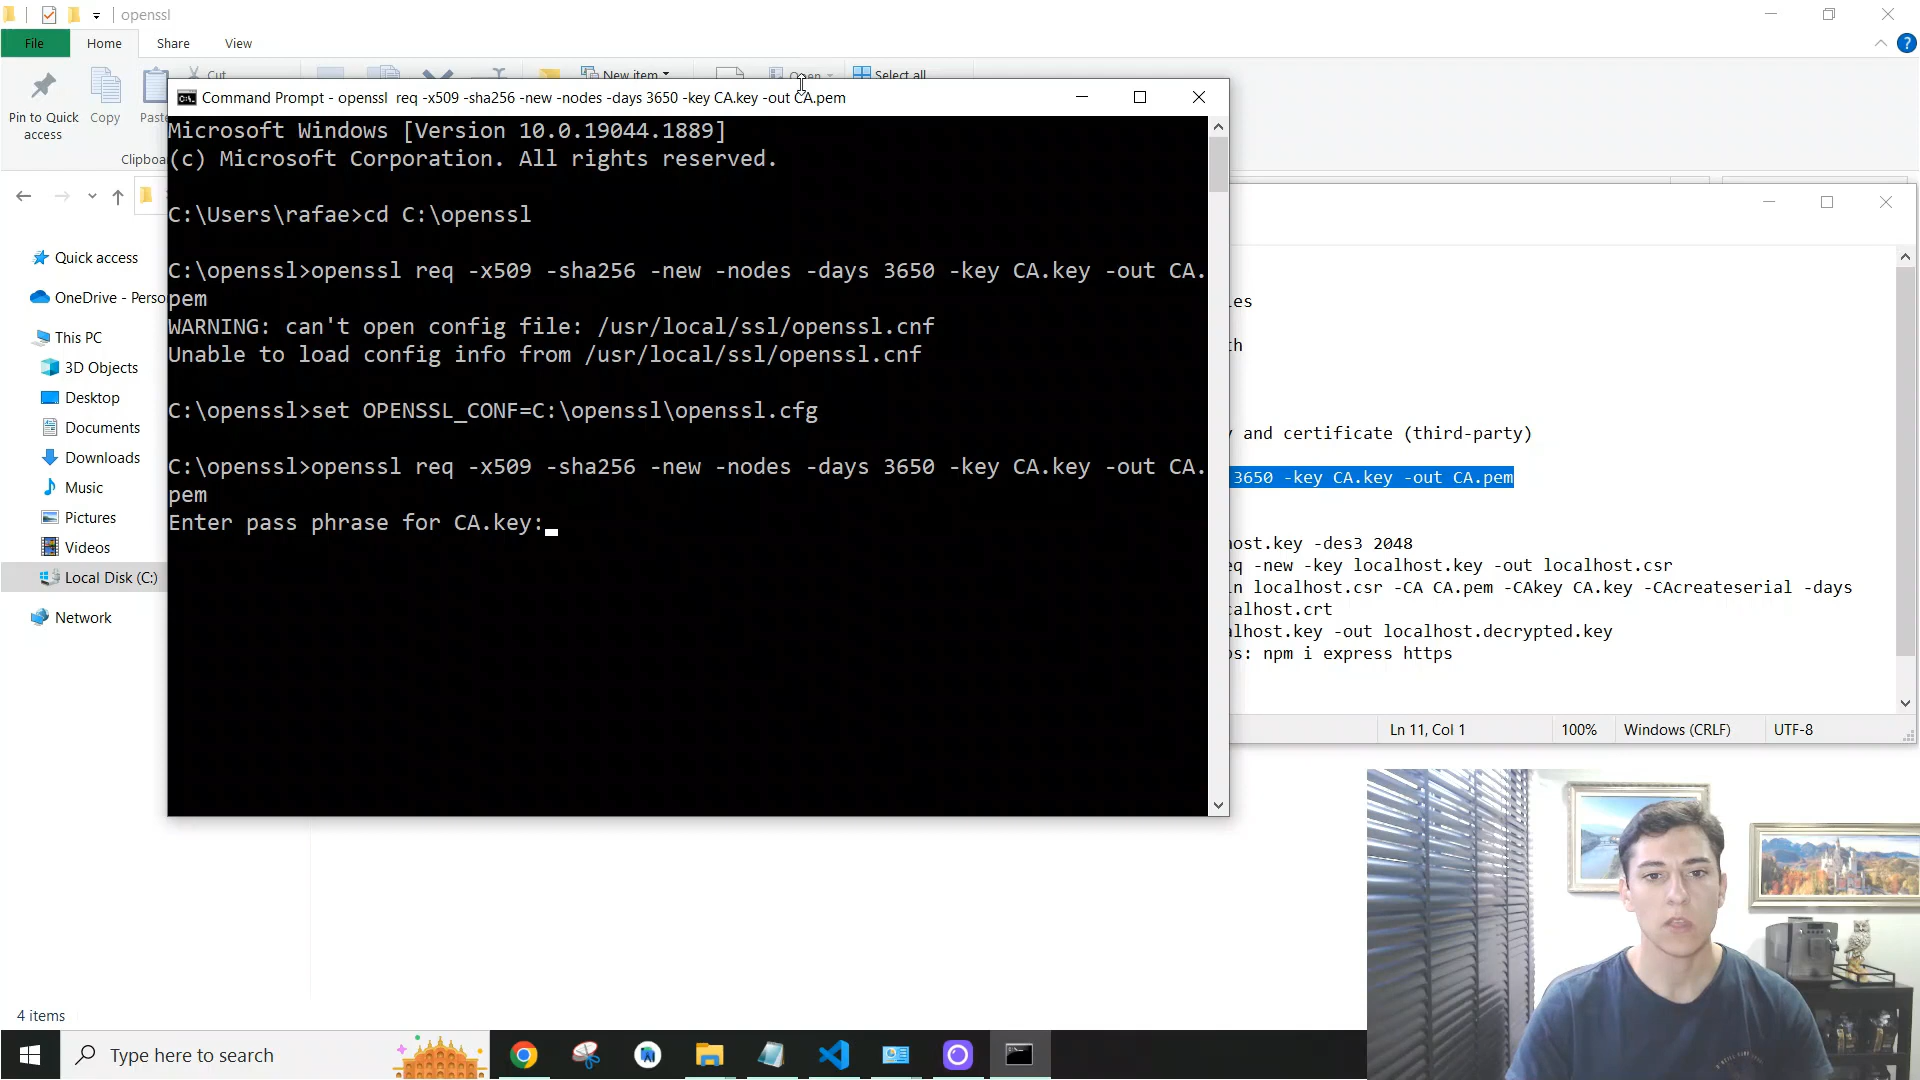 openssl
File Home Share View
Cut
New item
Open
Select all
Pin to Quick access
Copy
Paste
Command Prompt - openssl  req -x509 -sha256 -new -nodes -days 3650 -key CA.key -out CA.pem
Microsoft Windows [Version 10.0.19044.1889]
(c) Microsoft Corporation. All rights reserved.
C:\Users\rafae>cd C:\openssl
C:\openssl>openssl req -x509 -sha256 -new -nodes -days 3650 -key CA.key -out CA.
pem
WARNING: can't open config file: /usr/local/ssl/openssl.cnf
Unable to load config info from /usr/local/ssl/openssl.cnf
C:\openssl>set OPENSSL_CONF=C:\openssl\openssl.cfg
C:\openssl>openssl req -x509 -sha256 -new -nodes -days 3650 -key CA.key -out CA.
pem
Enter pass phrase for CA.key:
Quick access
OneDrive - Perso
This PC
3D Objects
Desktop
Documents
Downloads
Music
Pictures
Videos
Local Disk (C:)
Network
and certificate (third-party)
3650 -key CA.key -out CA.pem
ost.key -des3 2048
eq -new -key localhost.key -out localhost.csr
in localhost.csr -CA CA.pem -CAkey CA.key -CAcreateserial -days
calhost.crt
alhost.key -out localhost.decrypted.key
ps: npm i express https
Ln 11, Col 1
100%
Windows (CRLF)
UTF-8
4 items
Type here to search